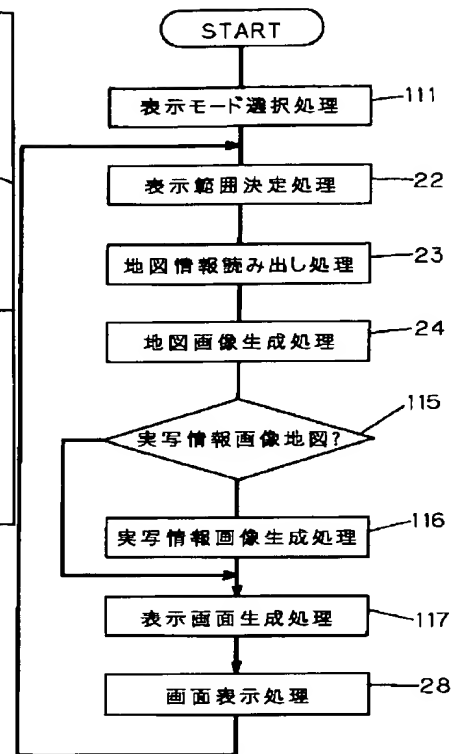 START
表示モード選択処理
111
表示範囲決定処理
22
地図情報読み出し処理
23
地図画像生成処理
24
実写情報画像地図?
115
実写情報画像生成処理
116
表示画面生成処理
117
画面表示処理
28